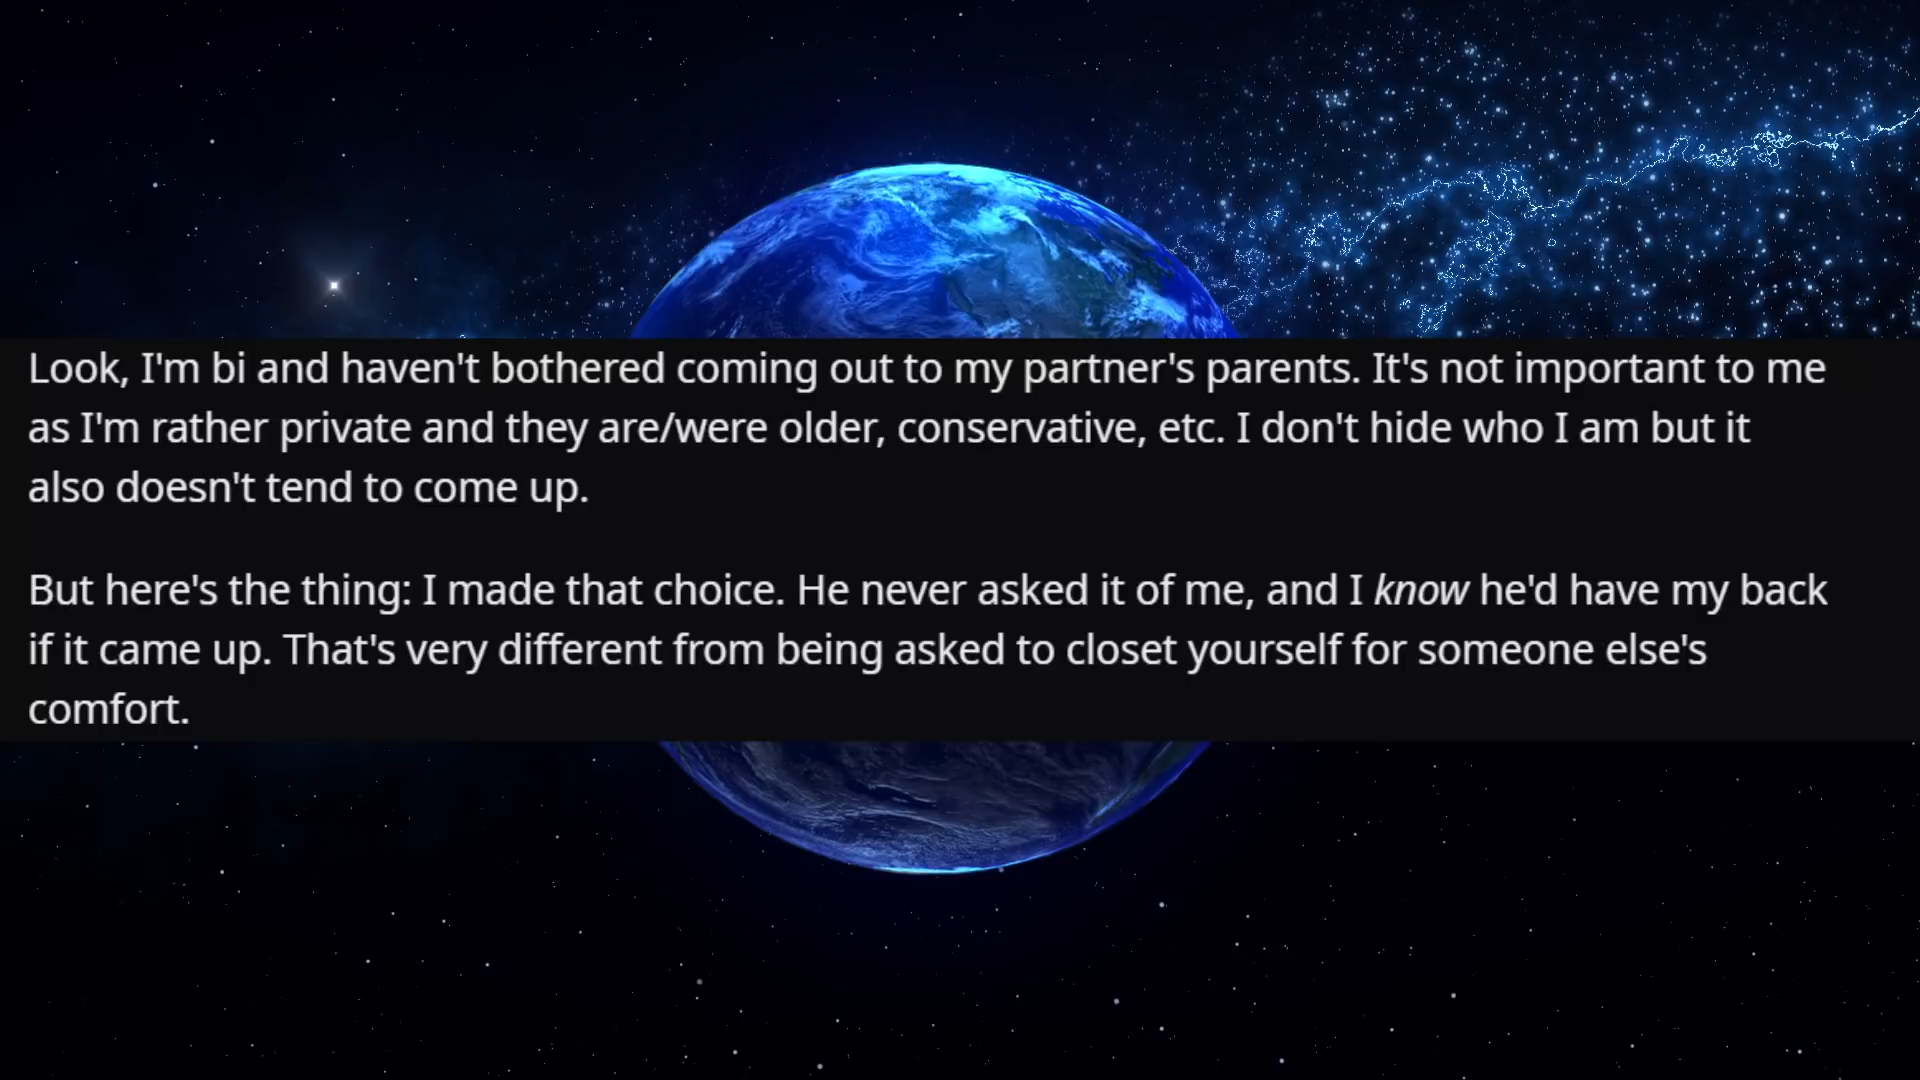 Look, I'm bi and haven't bothered coming out to my partner's parents. It's not important to me
as I'm rather private and they are/were older, conservative, etc. I don't hide who I am but it
also doesn't tend to come up.
But here's the thing: I made that choice. He never asked it of me, and I know he'd have my back
if it came up. That's very different from being asked to closet yourself for someone else's
comfort.